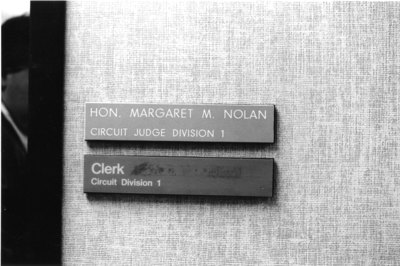 HON. MARGARET M. NOLAN
CIRCUIT JUDGE DIVISION 1
Clerk
Circuit Division 1